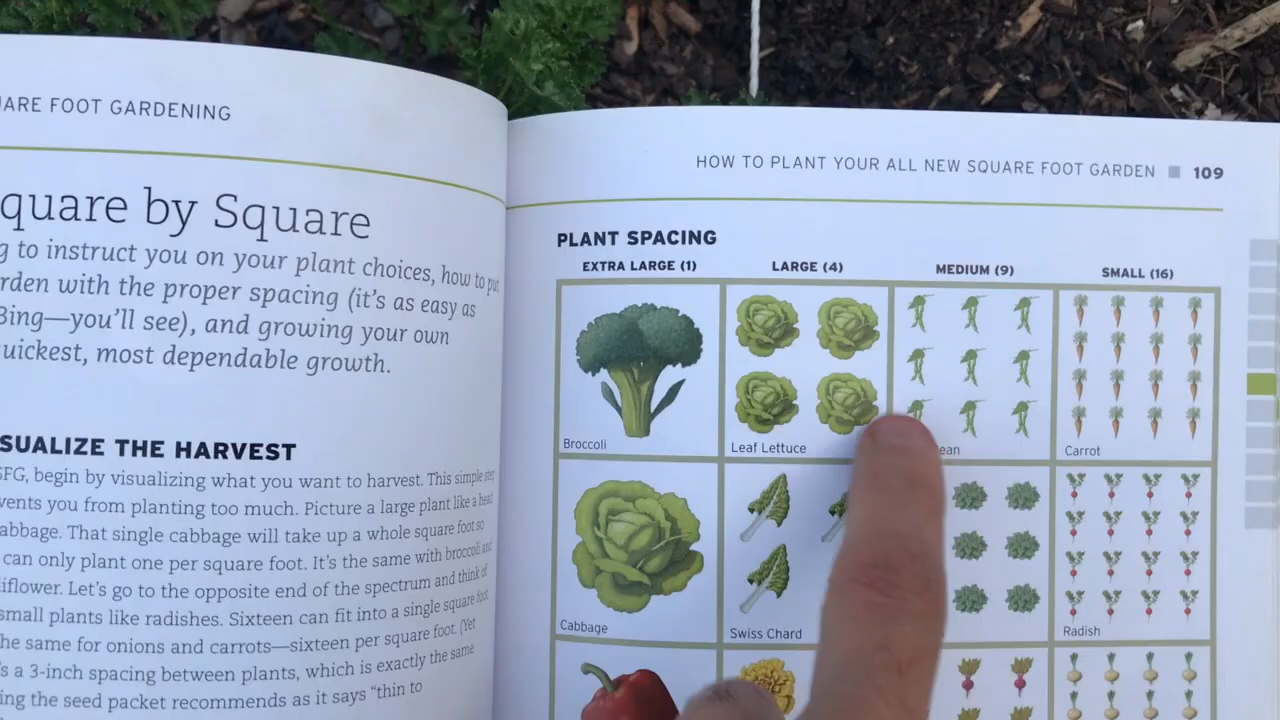 ARE FOOT GARDENING
quare by Square
g to instruct you on your plant choices, how to put
rden with the proper spacing (it's as easy as
Bing—you'll see), and growing your own
uickest, most dependable growth.
SUALIZE THE HARVEST
SFG, begin by visualizing what you want to harvest. This simple step
vents you from planting too much. Picture a large plant like a head
abbage. That single cabbage will take up a whole square foot so
can only plant one per square foot. It's the same with broccoli and
liflower. Let's go to the opposite end of the spectrum and think of
small plants like radishes. Sixteen can fit into a single square foot.
he same for onions and carrots—sixteen per square foot. (Yet
's a 3-inch spacing between plants, which is exactly the same
ing the seed packet recommends as it says "thin to
HOW TO PLANT YOUR ALL NEW SQUARE FOOT GARDEN 109
PLANT SPACING
EXTRA LARGE (1) LARGE (4) MEDIUM (9) SMALL (16)
Broccoli Leaf Lettuce ean Carrot
Cabbage Swiss Chard Radish